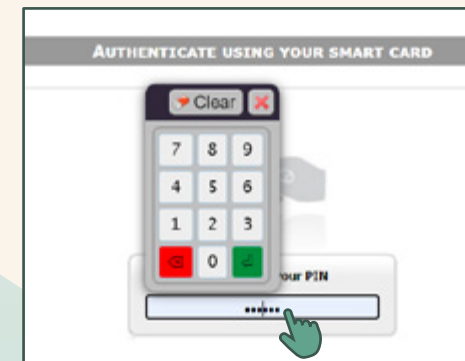 AUTHENTICATE USING YOUR SMART CARD
Clear
7 8 9
4 5 6
1 2 3
0
your PIN